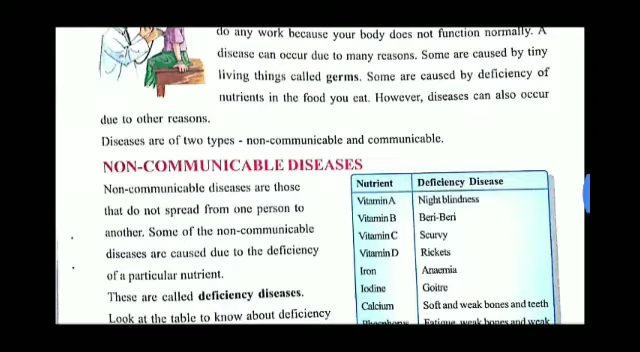 do any work because your body does not function normally. A
disease can occur due to many reasons. Some are caused by tiny
living things called germs. Some are caused by deficiency of
nutrients in the food you eat. However, diseases can also occur
due to other reasons.
Diseases are of two types - non-communicable and communicable.
NON-COMMUNICABLE DISEASES
Non-communicable diseases are those
that do not spread from one person to
another. Some of the non-communicable
diseases are caused due to the deficiency
of a particular nutrient.
These are called deficiency diseases.
Look at the table to know about deficiency
Nutrient Deficiency Disease
Vitamin A Night blindness
Vitamin B Beri-Beri
Vitamin C Scurvy
Vitamin D Rickets
Iron Anaemia
Iodine Goitre
Calcium Soft and weak bones and teeth
Phosphorus Fatigue, weak bones and weak